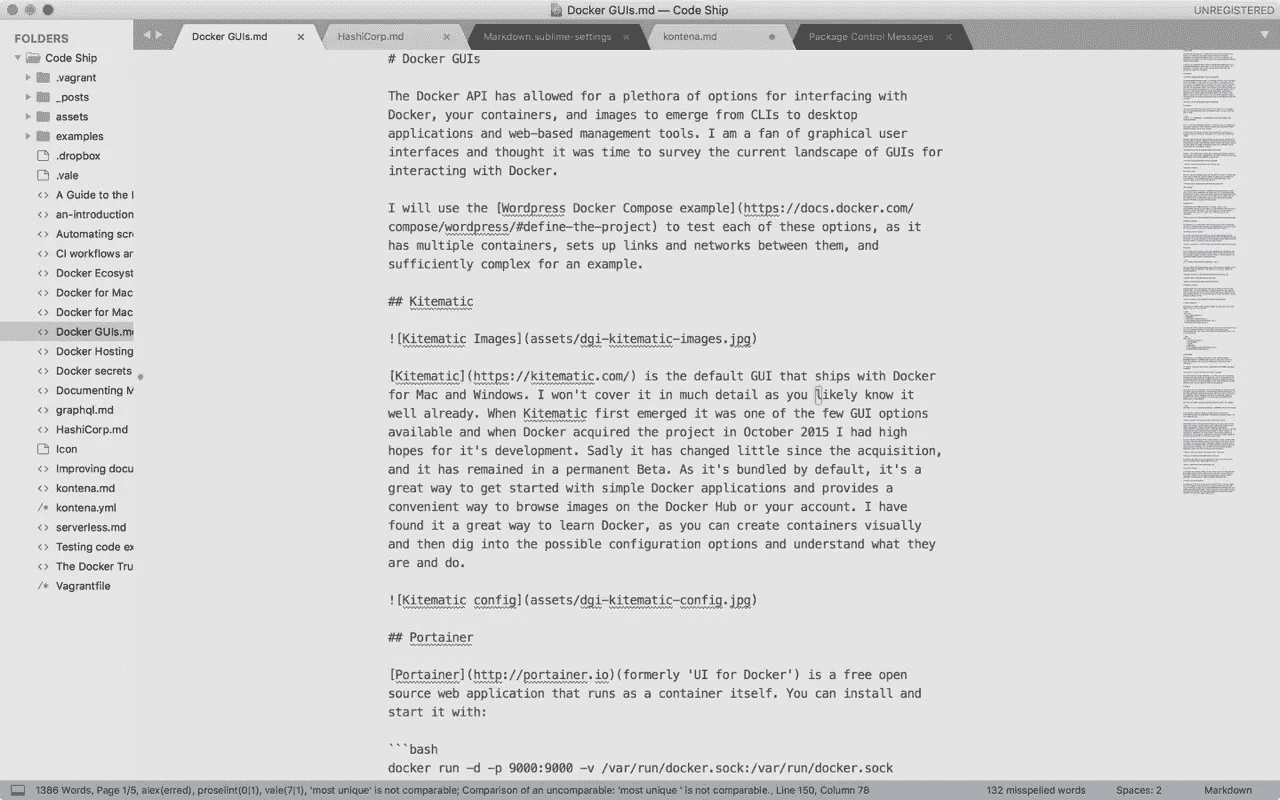 Docker GUIs.md — Code Ship
UNREGISTERED
FOLDERS
Code Ship
.vagrant
_posts
assets
examples
.dropbox
.vale
A Guide to the I
an-introduction
Automating scr
CI workflows ar
Docker Ecosyst
Docker for Mac
Docker for Mac
Docker GUIs.md
Docker Hosting
Docker secrets
Documenting M
graphql.md
HashiCorp.md
Icon
Improving docu
kontena.md
/* kontena.yml
serverless.md
Testing code ex
The Docker Tru
/* Vagrantfile
Docker GUIs.md
HashiCorp.md
Markdown.sublime-settings
kontena.md
Package Control Messages
# Docker GUIs
The Docker API has allowed for a plethora of options for interfacing with
Docker, your containers, and images to emerge from CLIs to desktop
applications and web-based management tools. I am a fan of graphical user
interfaces and thought it was time to survey the current landscape of GUIs for
interacting with Docker.
I will use the [Wordpress Docker Compose example](https://docs.docker.com/
compose/wordpress/#define-the-project) to test each of these options, as it
has multiple containers, sets up links and networks between them, and
sufficiently complex for an example.
## Kitematic
![Kitematic Images](assets/dgi-kitematic-images.jpg)
[Kitematic](http://kitematic.com/) is the default GUI that ships with Docker
for Mac and Windows. I won't cover it in much detail as you likely know it
well already. When Kitematic first emerged it was one of the few GUI options
available and when Docker acquired the project in March 2015 I had high
hopes for it's development. Sadly it has changed little since the acquisition,
and it has remained in a permanent Beta. As it's bundled by default, it's a
great way to get started with simple Docker applications and provides a
convenient way to browse images on the Docker Hub or your account. I have
found it a great way to learn Docker, as you can create containers visually
and then dig into the possible configuration options and understand what they
are and do.
![Kitematic config](assets/dgi-kitematic-config.jpg)
## Portainer
[Portainer](http://portainer.io)(formerly 'UI for Docker') is a free open
source web application that runs as a container itself. You can install and
start it with:
```bash
docker run -d -p 9000:9000 -v /var/run/docker.sock:/var/run/docker.sock
1386 Words, Page 1/5, alex(erred), proselint(0|1), vale(7|1), 'most unique' is not comparable; Comparison of an uncomparable: 'most unique ' is not comparable., Line 150, Column 78
132 misspelled words
Spaces: 2
Markdown